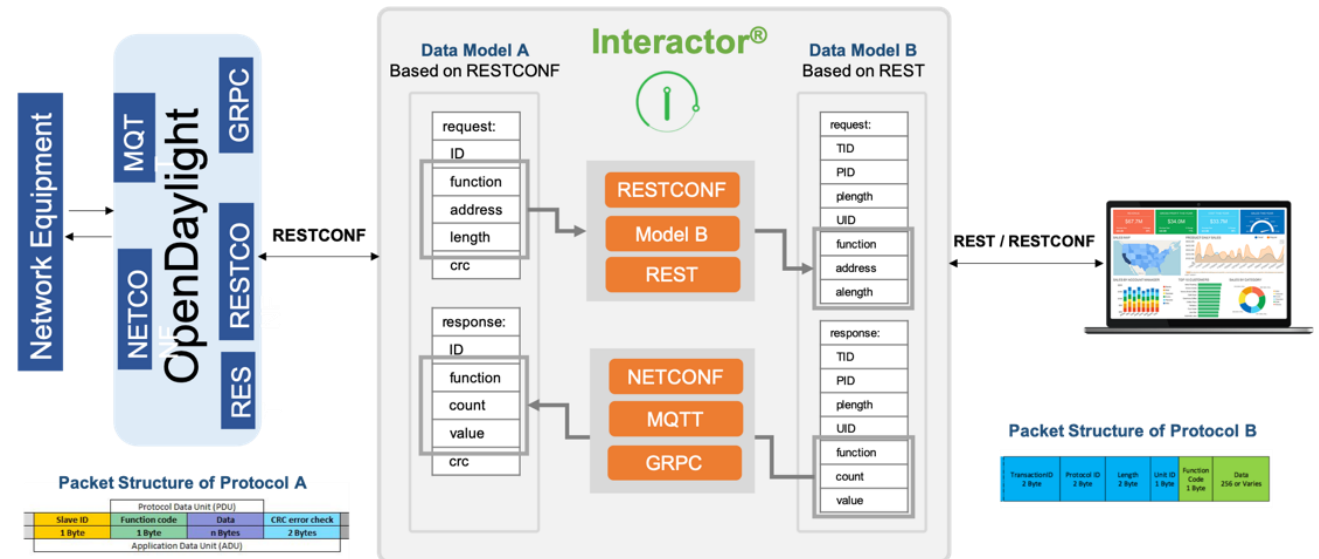 Network Equipment
OpenDaylight
MQT
T
GRPC
NETCO
NF
RESTCO
RES
RESTCONF
Interactor®
Data Model A
Based on RESTCONF
request:
ID
function
address
length
crc
response:
ID
function
count
value
crc
RESTCONF
Model B
REST
NETCONF
MQTT
GRPC
Data Model B
Based on REST
request:
TID
PID
plength
UID
function
address
alength
response:
TID
PID
plength
UID
function
count
value
REST / RESTCONF
Packet Structure of Protocol A
Protocol Data Unit (PDU)
Slave ID Function code Data CRC error check
1 Byte 1 Byte n Bytes 2 Bytes
Application Data Unit (ADU)
Packet Structure of Protocol B
TransactionID
2 Byte
Protocol ID
2 Byte
Length
2 Byte
Unit ID
1 Byte
Function
Code
1 Byte
Data
256 or Varies